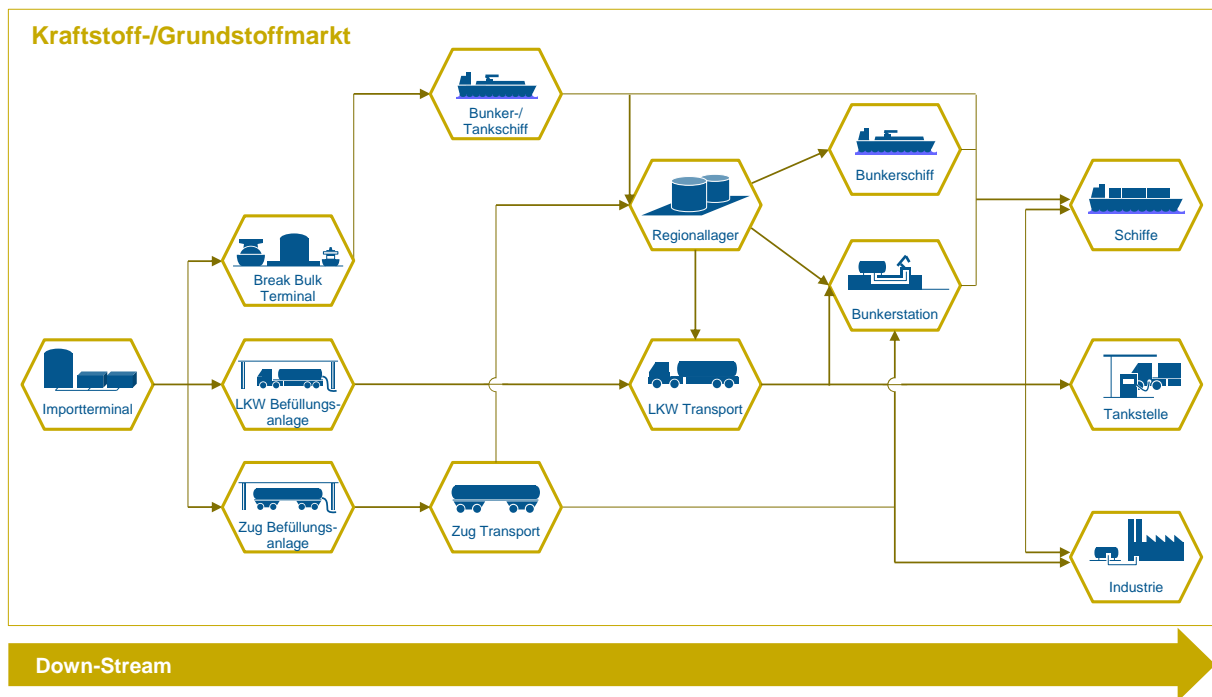 Kraftstoff-/Grundstoffmarkt
Bunker-/
Tankschiff
Bunkerschiff
Regionallager
Schiffe
Break Bulk
Terminal
Bunkerstation
Importterminal
LKW Befüllungs-
anlage
LKW Transport
Tankstelle
Zug Befüllungs-
anlage
Zug Transport
Industrie
Down-Stream